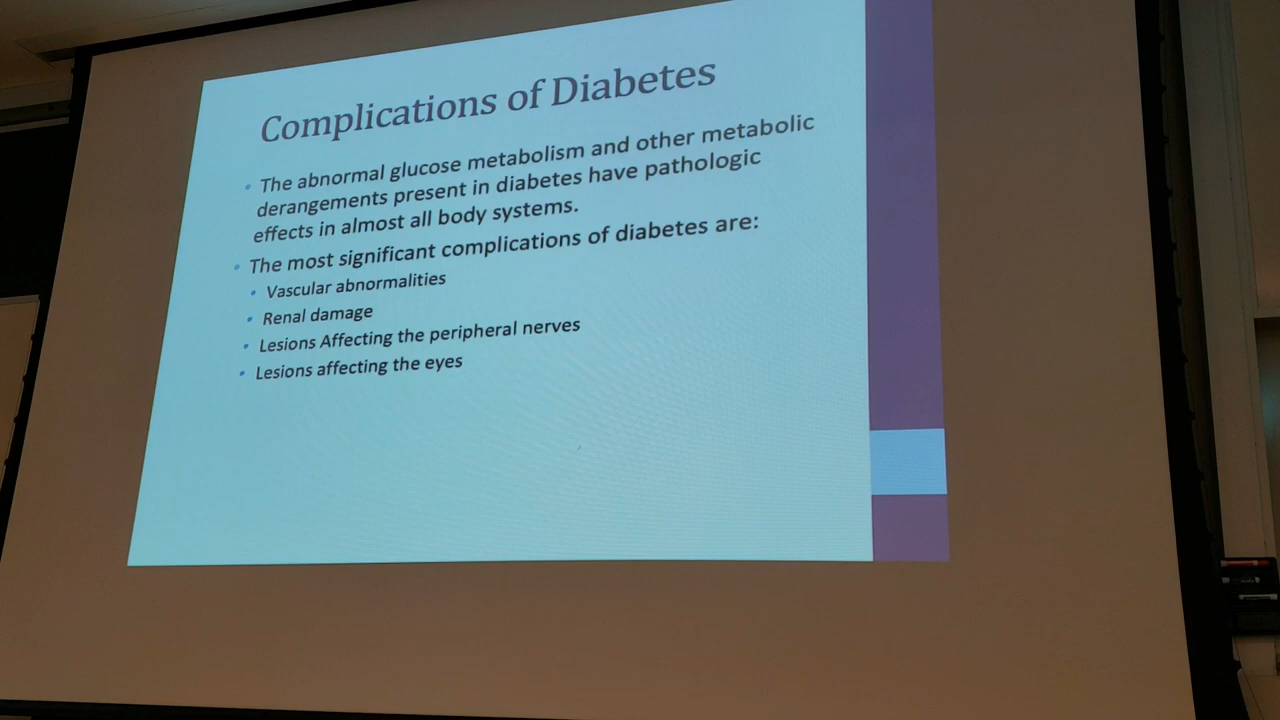 Complications of Diabetes
• The abnormal glucose metabolism and other metabolic
derangements present in diabetes have pathologic
effects in almost all body systems.
• The most significant complications of diabetes are:
• Vascular abnormalities
• Renal damage
• Lesions Affecting the peripheral nerves
• Lesions affecting the eyes